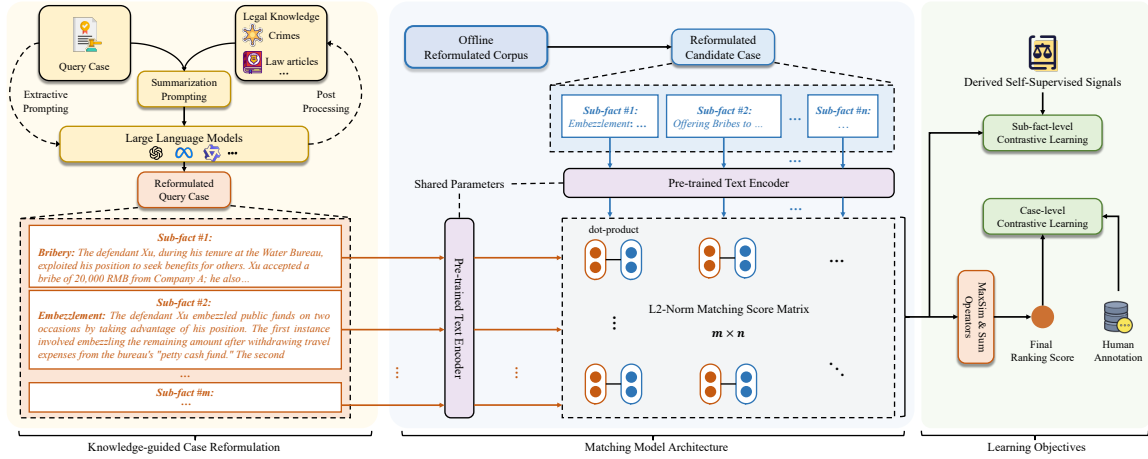 Query Case
Legal Knowledge
Crimes
Law articles
...
Extractive
Prompting
Summarization
Prompting
Post
Processing
Large Language Models
...
Reformulated
Query Case
Sub-fact #1:
Bribery: The defendant Xu, during his tenure at the Water Bureau,
exploited his position to seek benefits for others. Xu accepted a
bribe of 20,000 RMB from Company A; he also…
Sub-fact #2:
Embezzlement: The defendant Xu embezzled public funds on two
occasions by taking advantage of his position. The first instance
involved embezzling the remaining amount after withdrawing travel
expenses from the bureau's "petty cash fund." The second
...
Sub-fact #m:
...
Knowledge-guided Case Reformulation
Offline
Reformulated Corpus
Reformulated
Candidate Case
Sub-fact #1:
Embezzlement: …
Sub-fact #2:
Offering Bribes to …
...
Sub-fact #n:
...
...
Shared Parameters
Pre-trained Text Encoder
...
Pre-trained Text Encoder
dot-product
...
L2-Norm Matching Score Matrix
m × n
Matching Model Architecture
Derived Self-Supervised Signals
Sub-fact-level
Contrastive Learning
Case-level
Contrastive Learning
MaxSim & Sum
Operators
Final
Ranking Score
Human
Annotation
Learning Objectives